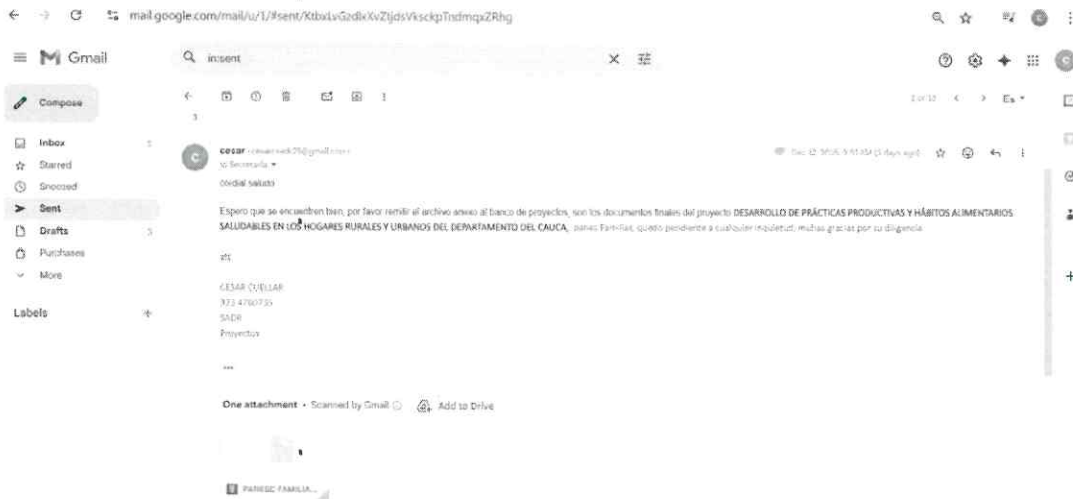 mail.google.com/mail/u/1/#sent/
Gmail
in:sent
Compose
Inbox
Starred
Snoozed
Sent
Drafts
Purchases
More
Labels
cesar
to Secretaría
cordial saludo
Espero que se encuentren bien, por favor remitir el archivo anexo al banco de proyectos, son los documentos finales del proyecto DESARROLLO DE PRÁCTICAS PRODUCTIVAS Y HÁBITOS ALIMENTARIOS
SALUDABLES EN LOS HOGARES RURALES Y URBANOS DEL DEPARTAMENTO DEL CAUCA, quedo pendiente a cualquier inquietud, gracias por su diligencia
att
CESAR CUELLAR
SADR
Proyectos
...
One attachment • Scanned by Gmail Add to Drive